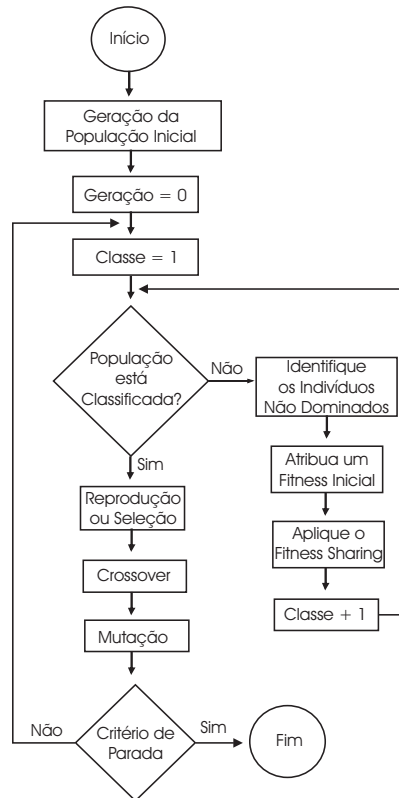 Início
Geração da
População Inicial
Geração = 0
Classe = 1
População
está
Classificada?
Não
Identifique
os Indivíduos
Não Dominados
Atribua um
Fitness Inicial
Aplique o
Fitness Sharing
Classe + 1
Sim
Reprodução
ou Seleção
Crossover
Mutação
Critério de
Parada
Não
Sim
Fim